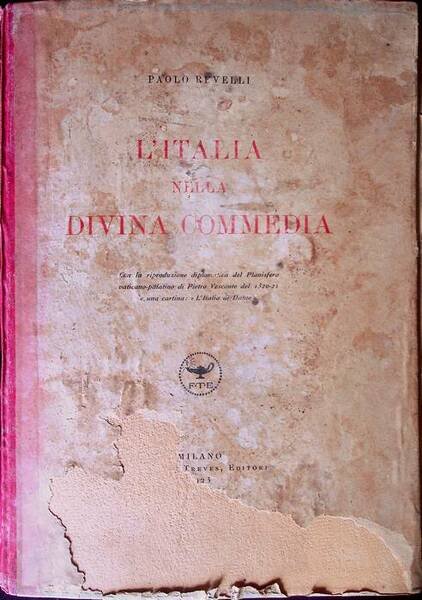 PAOLO REVELLI
L'ITALIA
NELLA
DIVINA COMMEDIA
Con la riproduzione diplomatica del Planisfero
vaticano-palatino di Pietro Vesconte del 1320-21
e una cartina: « L'Italia di Dante »
FTE
MILANO
TREVES, EDITORI